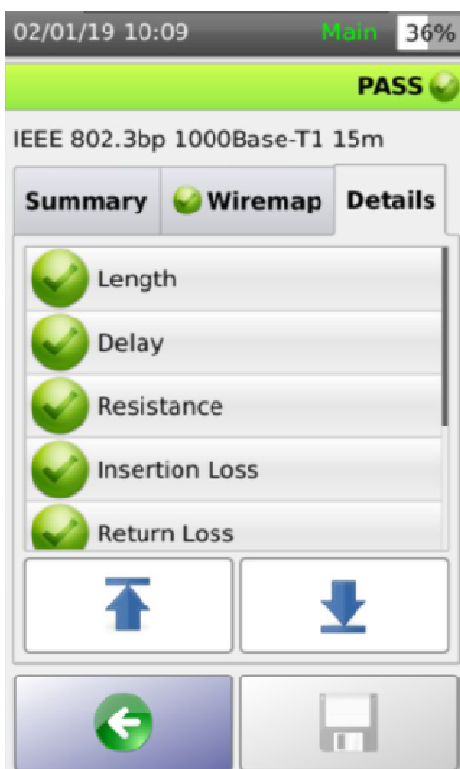 02/01/19 10:09 Main 36%
PASS
IEEE 802.3bp 1000Base-T1 15m
Summary Wiremap Details
Length
Delay
Resistance
Insertion Loss
Return Loss